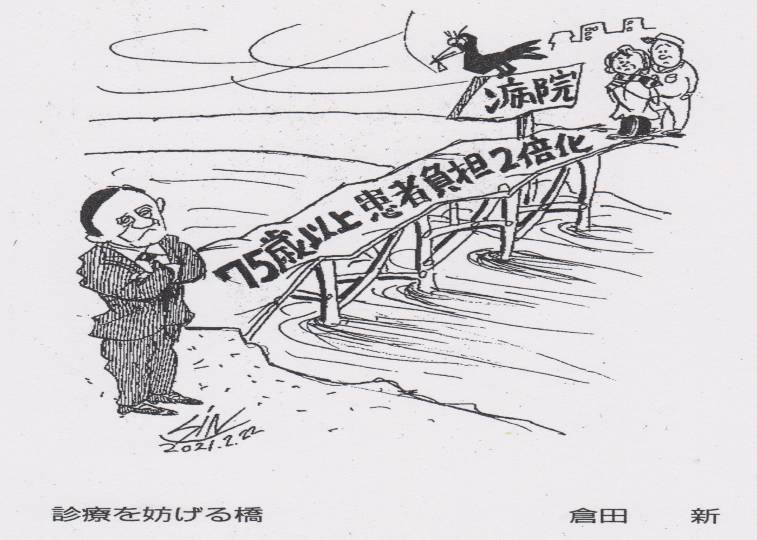 病院
75歳以上患者負担2倍化
SIN
2021.2.22
診療を妨げる橋
倉田 新